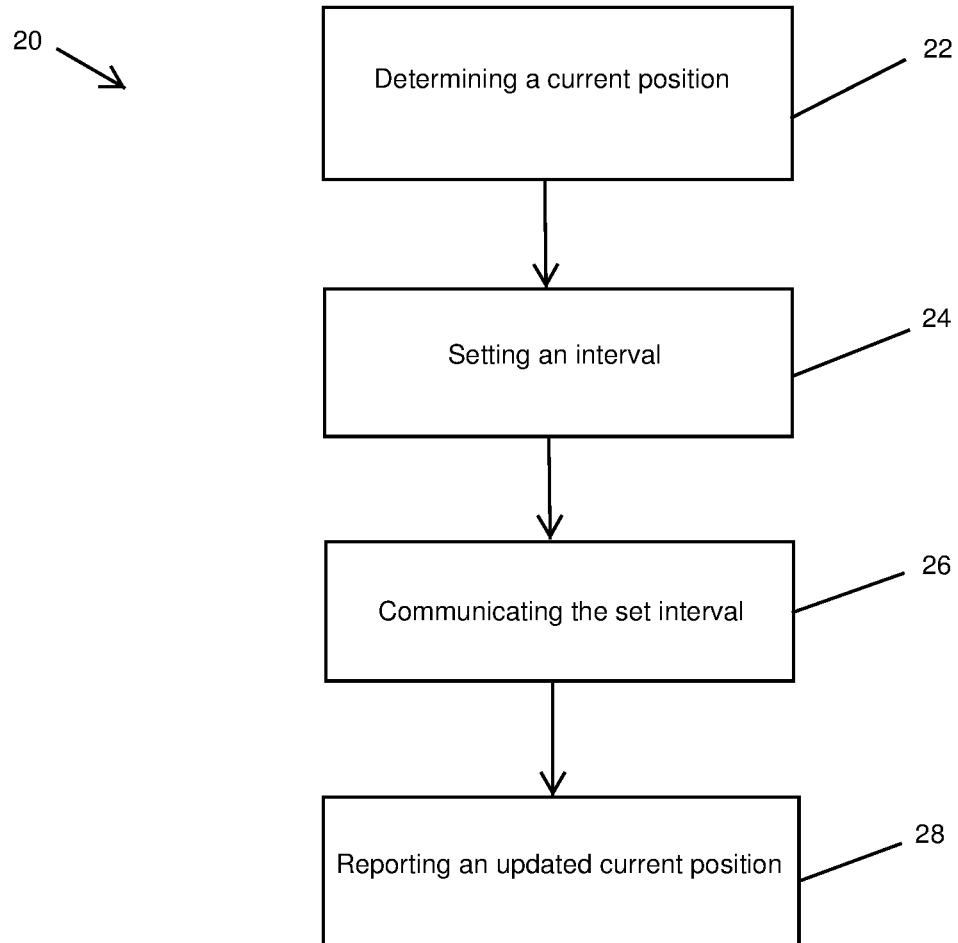 20
22
Determining a current position
24
Setting an interval
26
Communicating the set interval
28
Reporting an updated current position